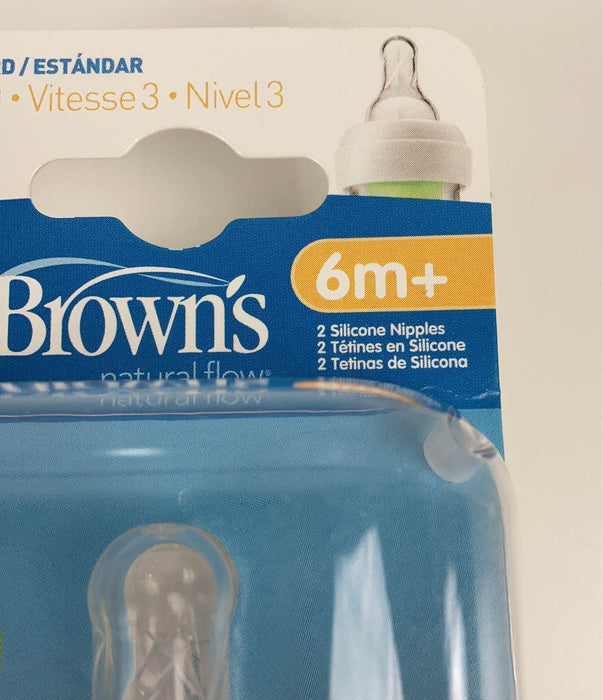 RD / ESTÁNDAR
• Vitesse 3 • Nivel 3
6m+
Brown's
natural flow®
2 Silicone Nipples
2 Tétines en Silicone
2 Tetinas de Silicona